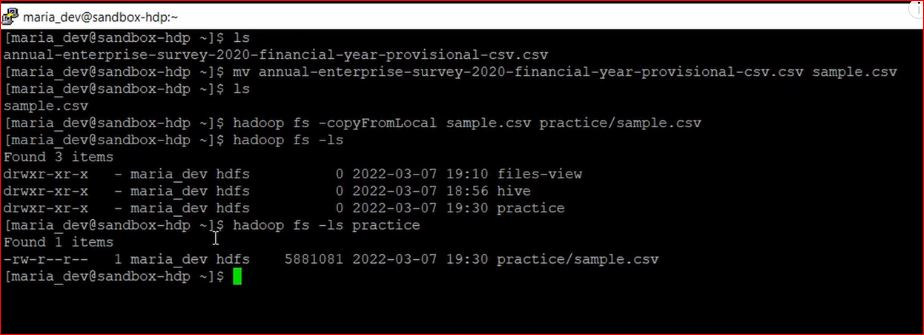 maria_dev@sandbox-hdp:~
[maria_dev@sandbox-hdp ~]$ ls
annual-enterprise-survey-2020-financial-year-provisional-csv.csv
[maria_dev@sandbox-hdp ~]$ mv annual-enterprise-survey-2020-financial-year-provisional-csv.csv sample.csv
[maria_dev@sandbox-hdp ~]$ ls
sample.csv
[maria_dev@sandbox-hdp ~]$ hadoop fs -copyFromLocal sample.csv practice/sample.csv
[maria_dev@sandbox-hdp ~]$ hadoop fs -ls
Found 3 items
drwxr-xr-x   - maria_dev hdfs          0 2022-03-07 19:10 files-view
drwxr-xr-x   - maria_dev hdfs          0 2022-03-07 18:56 hive
drwxr-xr-x   - maria_dev hdfs          0 2022-03-07 19:30 practice
[maria_dev@sandbox-hdp ~]$ hadoop fs -ls practice
Found 1 items
-rw-r--r--   1 maria_dev hdfs    5881081 2022-03-07 19:30 practice/sample.csv
[maria_dev@sandbox-hdp ~]$